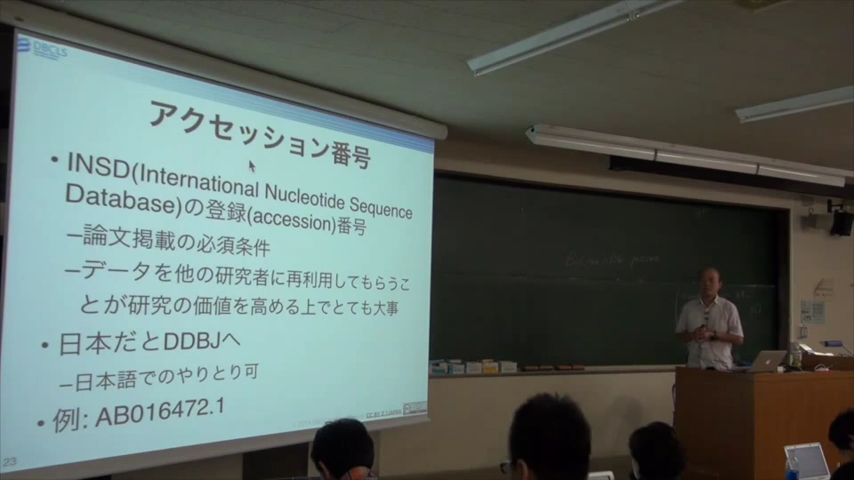 DBCLS
アクセッション番号
• INSD(International Nucleotide Sequence
Database)の登録(accession)番号
–論文掲載の必須条件
–データを他の研究者に再利用してもらうこ
とが研究の価値を高める上でとても大事
• 日本だとDDBJへ
–日本語でのやりとり可
• 例: AB016472.1
23